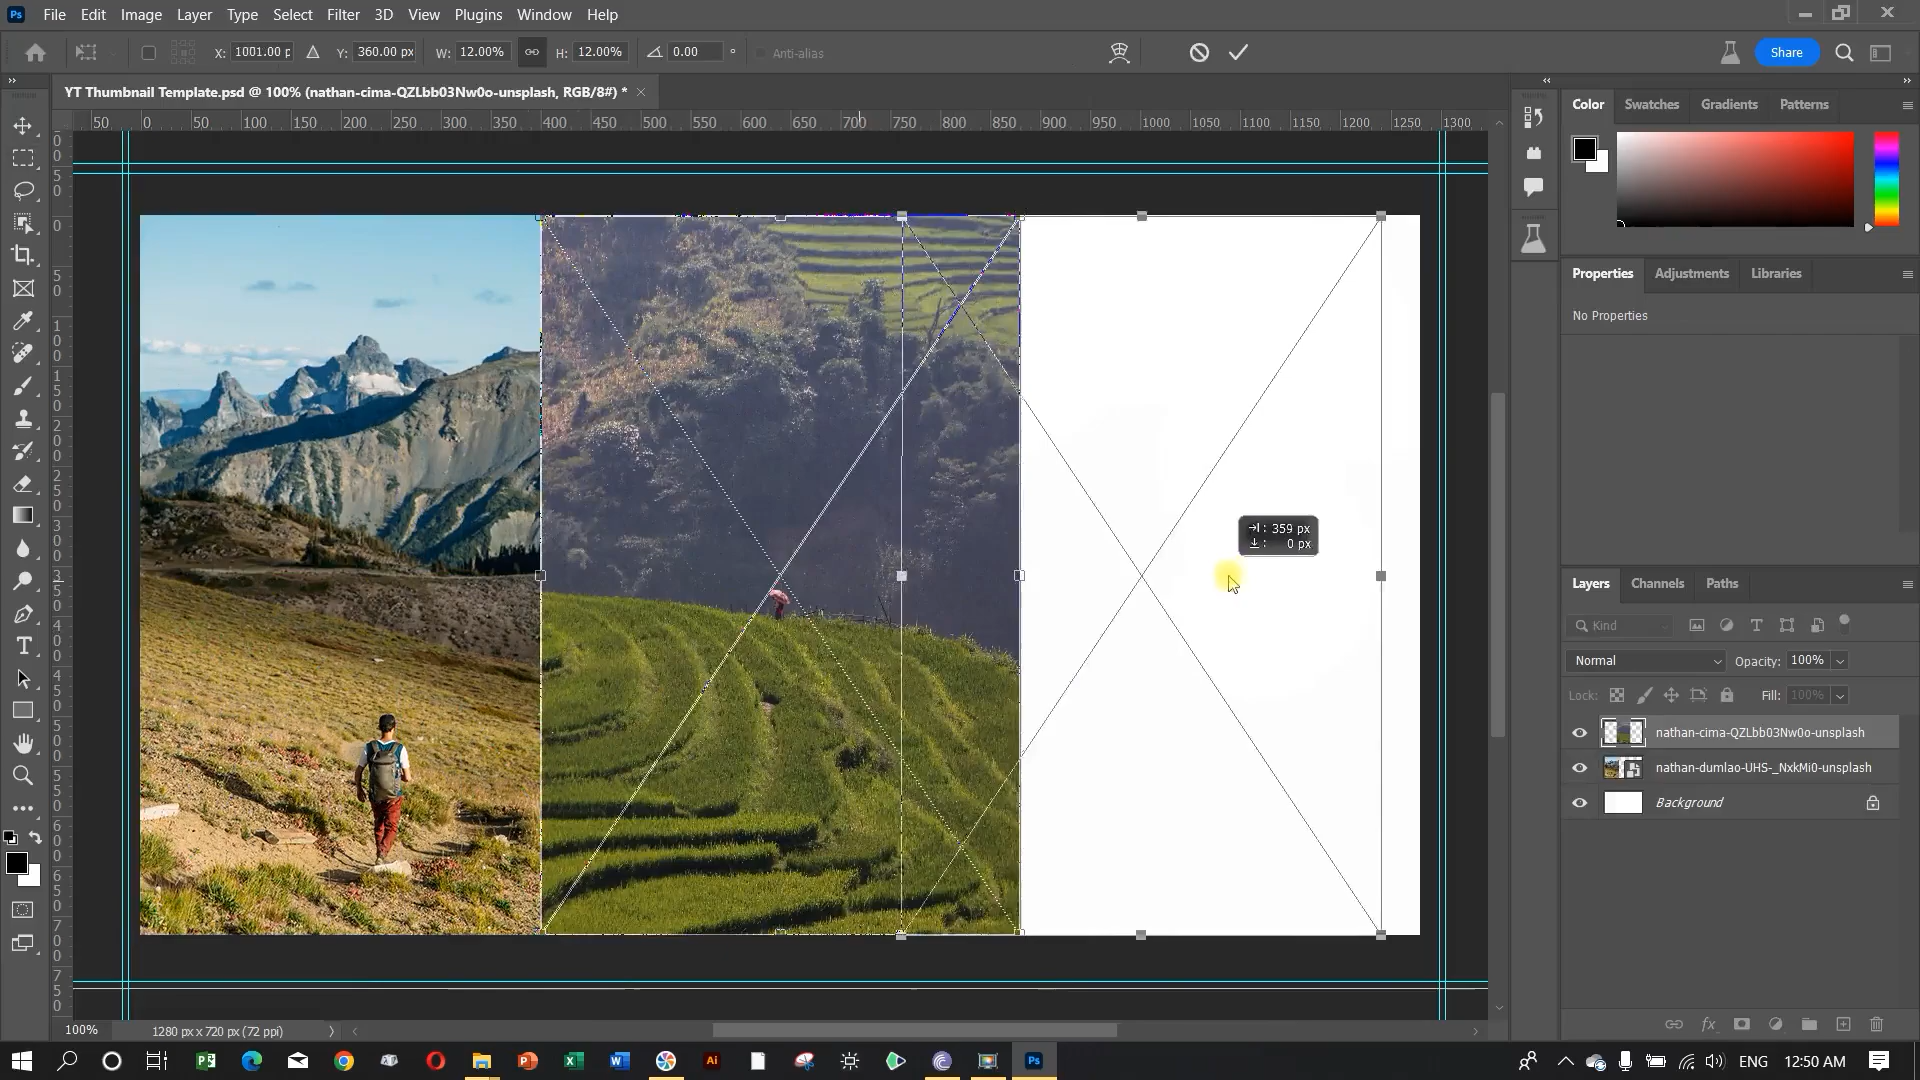 Ps File Edit Image Layer Type Select Filter 3D View Plugins Window Help
X: 1001.00 p Y: 360.00 px W: 12.00% H: 12.00% 0.00 ° Anti-alias Share
YT Thumbnail Template.psd @ 100% (nathan-cima-QZLbb03Nw0o-unsplash, RGB/8#) * ×
50 0 50 100 150 200 250 300 350 400 450 500 550 600 650 700 750 800 850 900 950 1000 1050 1100 1150 1200 1250 1300
Color Swatches Gradients Patterns
Properties Adjustments Libraries
No Properties
359 px
0 px
Layers Channels Paths
Kind
Normal Opacity: 100%
Lock: Fill: 100%
nathan-cima-QZLbb03Nw0o-unsplash
nathan-dumlao-UHS-_NxkMi0-unsplash
Background
fx
100% 1280 px x 720 px (72 ppi)
Ai Ps ENG 12:50 AM